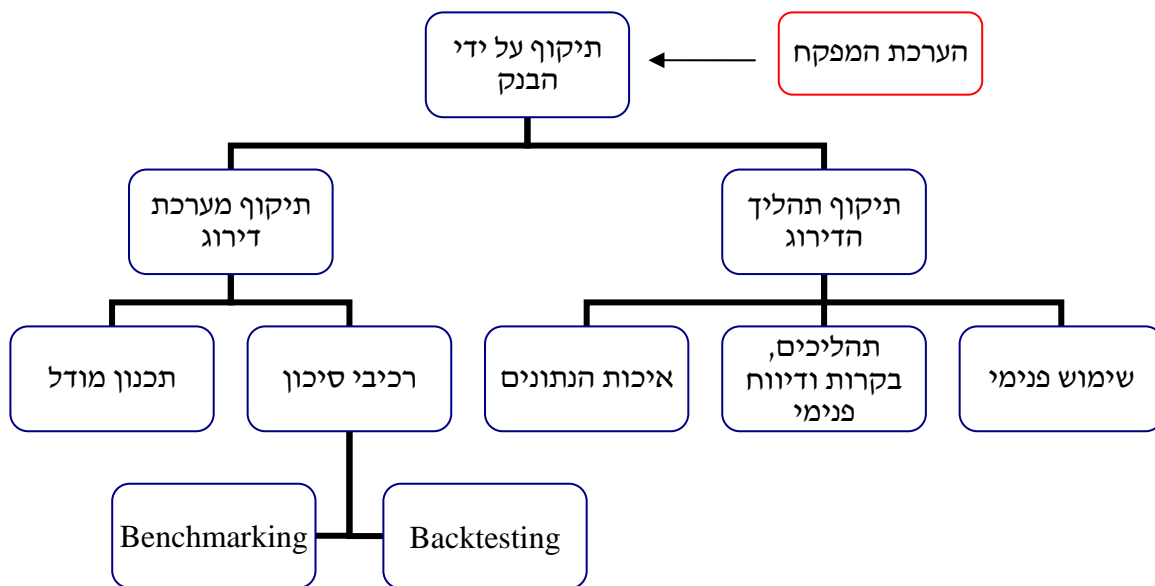 הערכת המפקח
תיקוף על ידי
הבנק
תיקוף תהליך
הדירוג
תיקוף מערכת
דירוג
שימוש פנימי
תהליכים,
בקרות ודיווח
פנימי
איכות הנתונים
רכיבי סיכון
תכנון מודל
Benchmarking
Backtesting